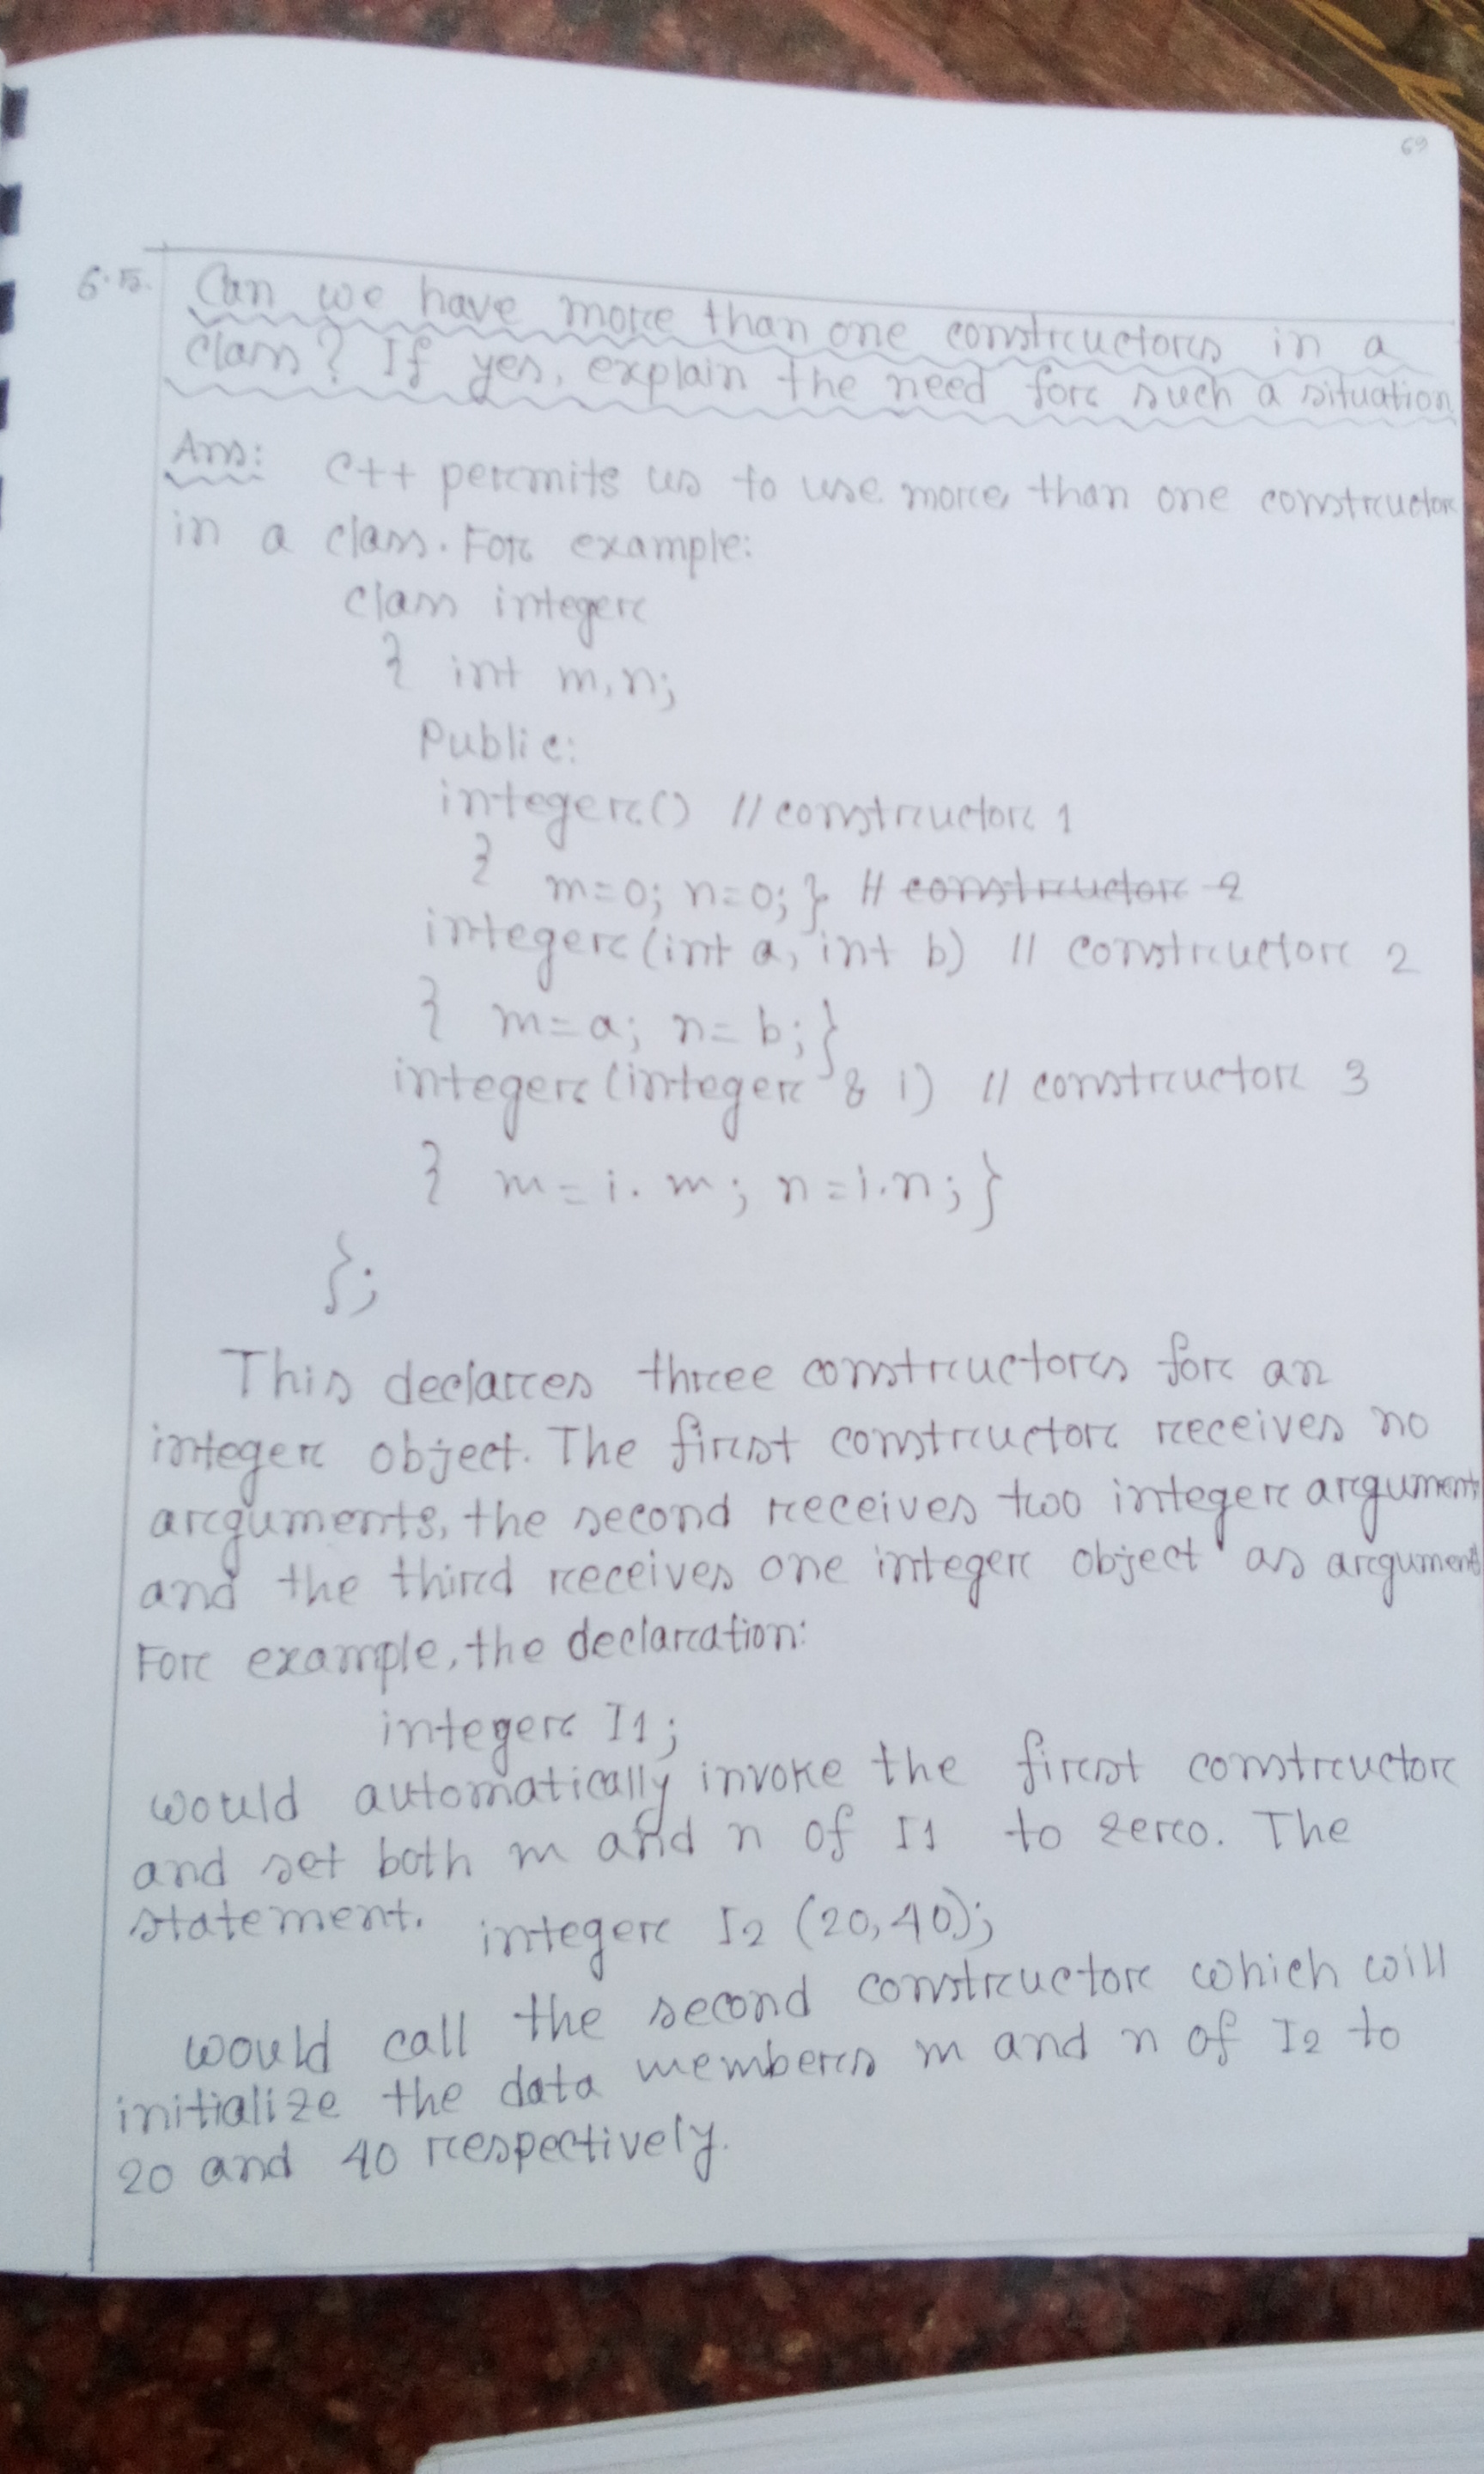 69
6.15. Can we have more than one constructors in a
class? If yes, explain the need for such a situation
Ans: C++ permits us to use more than one constructor
in a class. For example:
class integer
{ int m,n;
Public:
integer() // constructor 1
{
m=0; n=0; } // constructor 2
integer(int a, int b) // constructor 2
{ m=a; n=b;}
integer(integer & i) // constructor 3
{ m=i.m; n=i.n;}
};
This declares three constructors for an
integer object. The first constructor receives no
arguments, the second receives two integer argument
and the third receives one integer object as argument
For example, the declaration:
integer I1;
would automatically invoke the first constructor
and set both m and n of I1 to zero. The
statement. integer I2 (20,40);
would call the second constructor which will
initialize the data members m and n of I2 to
20 and 40 respectively.